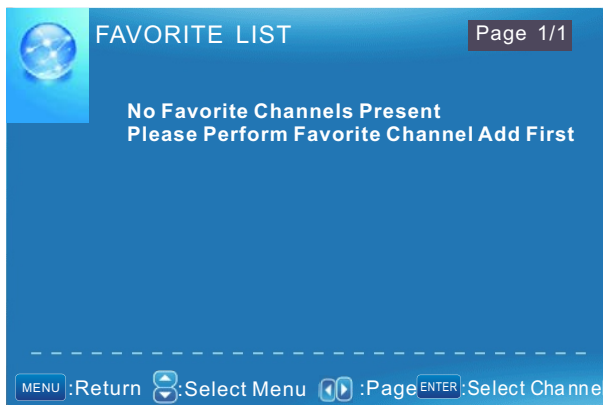 FAVORITE LIST Page 1/1
No Favorite Channels Present
Please Perform Favorite Channel Add First
MENU :Return :Select Menu :Page ENTER :Select Channe